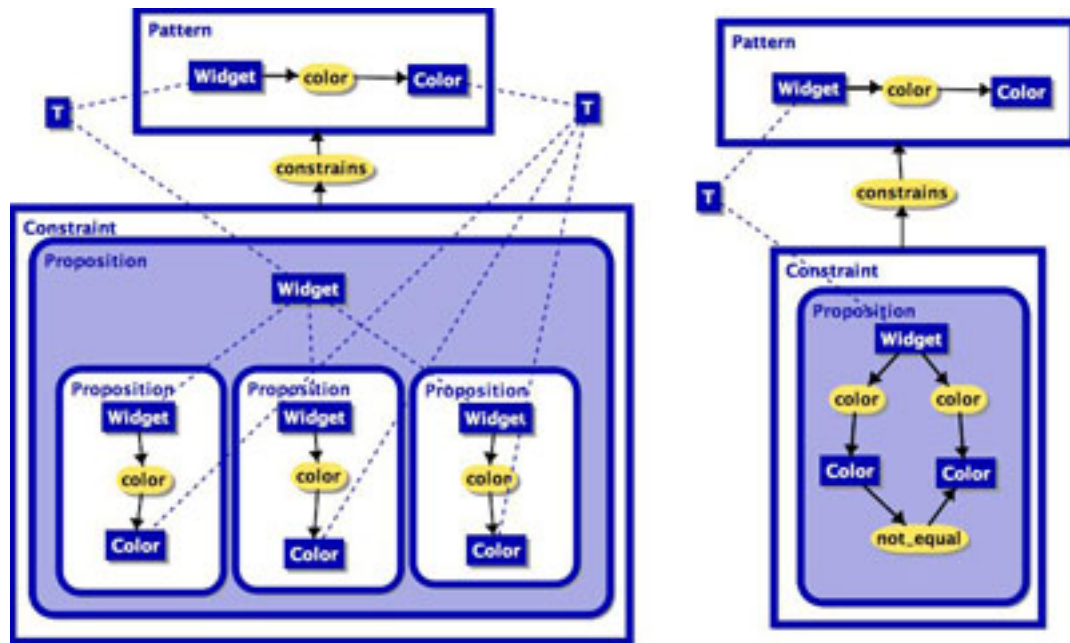 Pattern
Widget color Color
T
T
constrains
Constraint
Proposition
Widget
Proposition Proposition Proposition
Widget Widget Widget
color color color
Color Color Color
Pattern
Widget color Color
T
constrains
Constraint
Proposition
Widget
color color
Color Color
not_equal